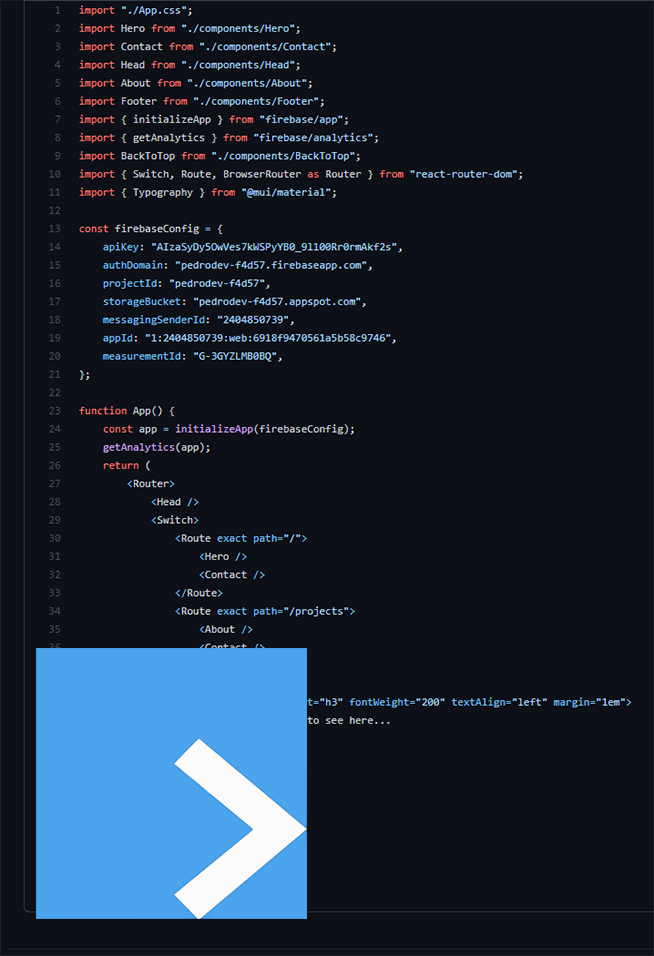 1 import "./App.css";
2 import Hero from "./components/Hero";
3 import Contact from "./components/Contact";
4 import Head from "./components/Head";
5 import About from "./components/About";
6 import Footer from "./components/Footer";
7 import { initializeApp } from "firebase/app";
8 import { getAnalytics } from "firebase/analytics";
9 import BackToTop from "./components/BackToTop";
10 import { Switch, Route, BrowserRouter as Router } from "react-router-dom";
11 import { Typography } from "@mui/material";
12
13 const firebaseConfig = {
14 apiKey: "AIzaSyDy5OwVes7kWSPyYB0_9l100Rr0rmAkf2s",
15 authDomain: "pedrodev-f4d57.firebaseapp.com",
16 projectId: "pedrodev-f4d57",
17 storageBucket: "pedrodev-f4d57.appspot.com",
18 messagingSenderId: "2404850739",
19 appId: "1:2404850739:web:6918f9470561a5b58c9746",
20 measurementId: "G-3GYZLMB0BQ",
21 };
22
23 function App() {
24 const app = initializeApp(firebaseConfig);
25 getAnalytics(app);
26 return (
27 <Router>
28 <Head />
29 <Switch>
30 <Route exact path="/">
31 <Hero />
32 <Contact />
33 </Route>
34 <Route exact path="/projects">
35 <About />
36 <Contact />
t="h3" fontWeight="200" textAlign="left" margin="1em">
to see here...